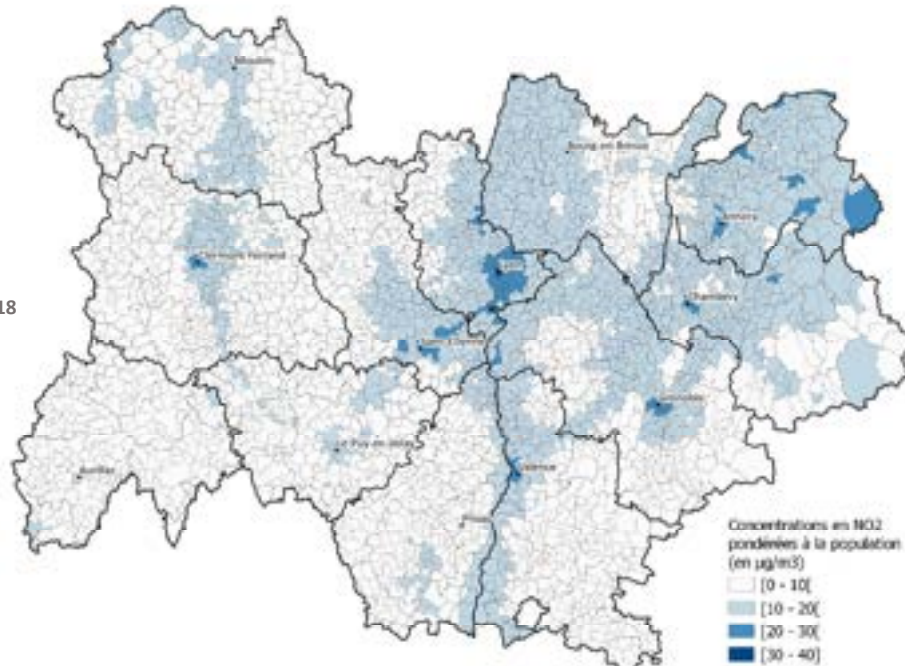 Moulins
Bourg-en-Bresse
Annecy
Clermont-Ferrand
Lyon
Chambéry
18
Saint-Étienne
Grenoble
Le Puy-en-Velay
Aurillac
Valence
Privas
Concentrations en NO2
pondérées à la population
(en µg/m3)
[0 - 10[
[10 - 20[
[20 - 30[
[30 - 40]